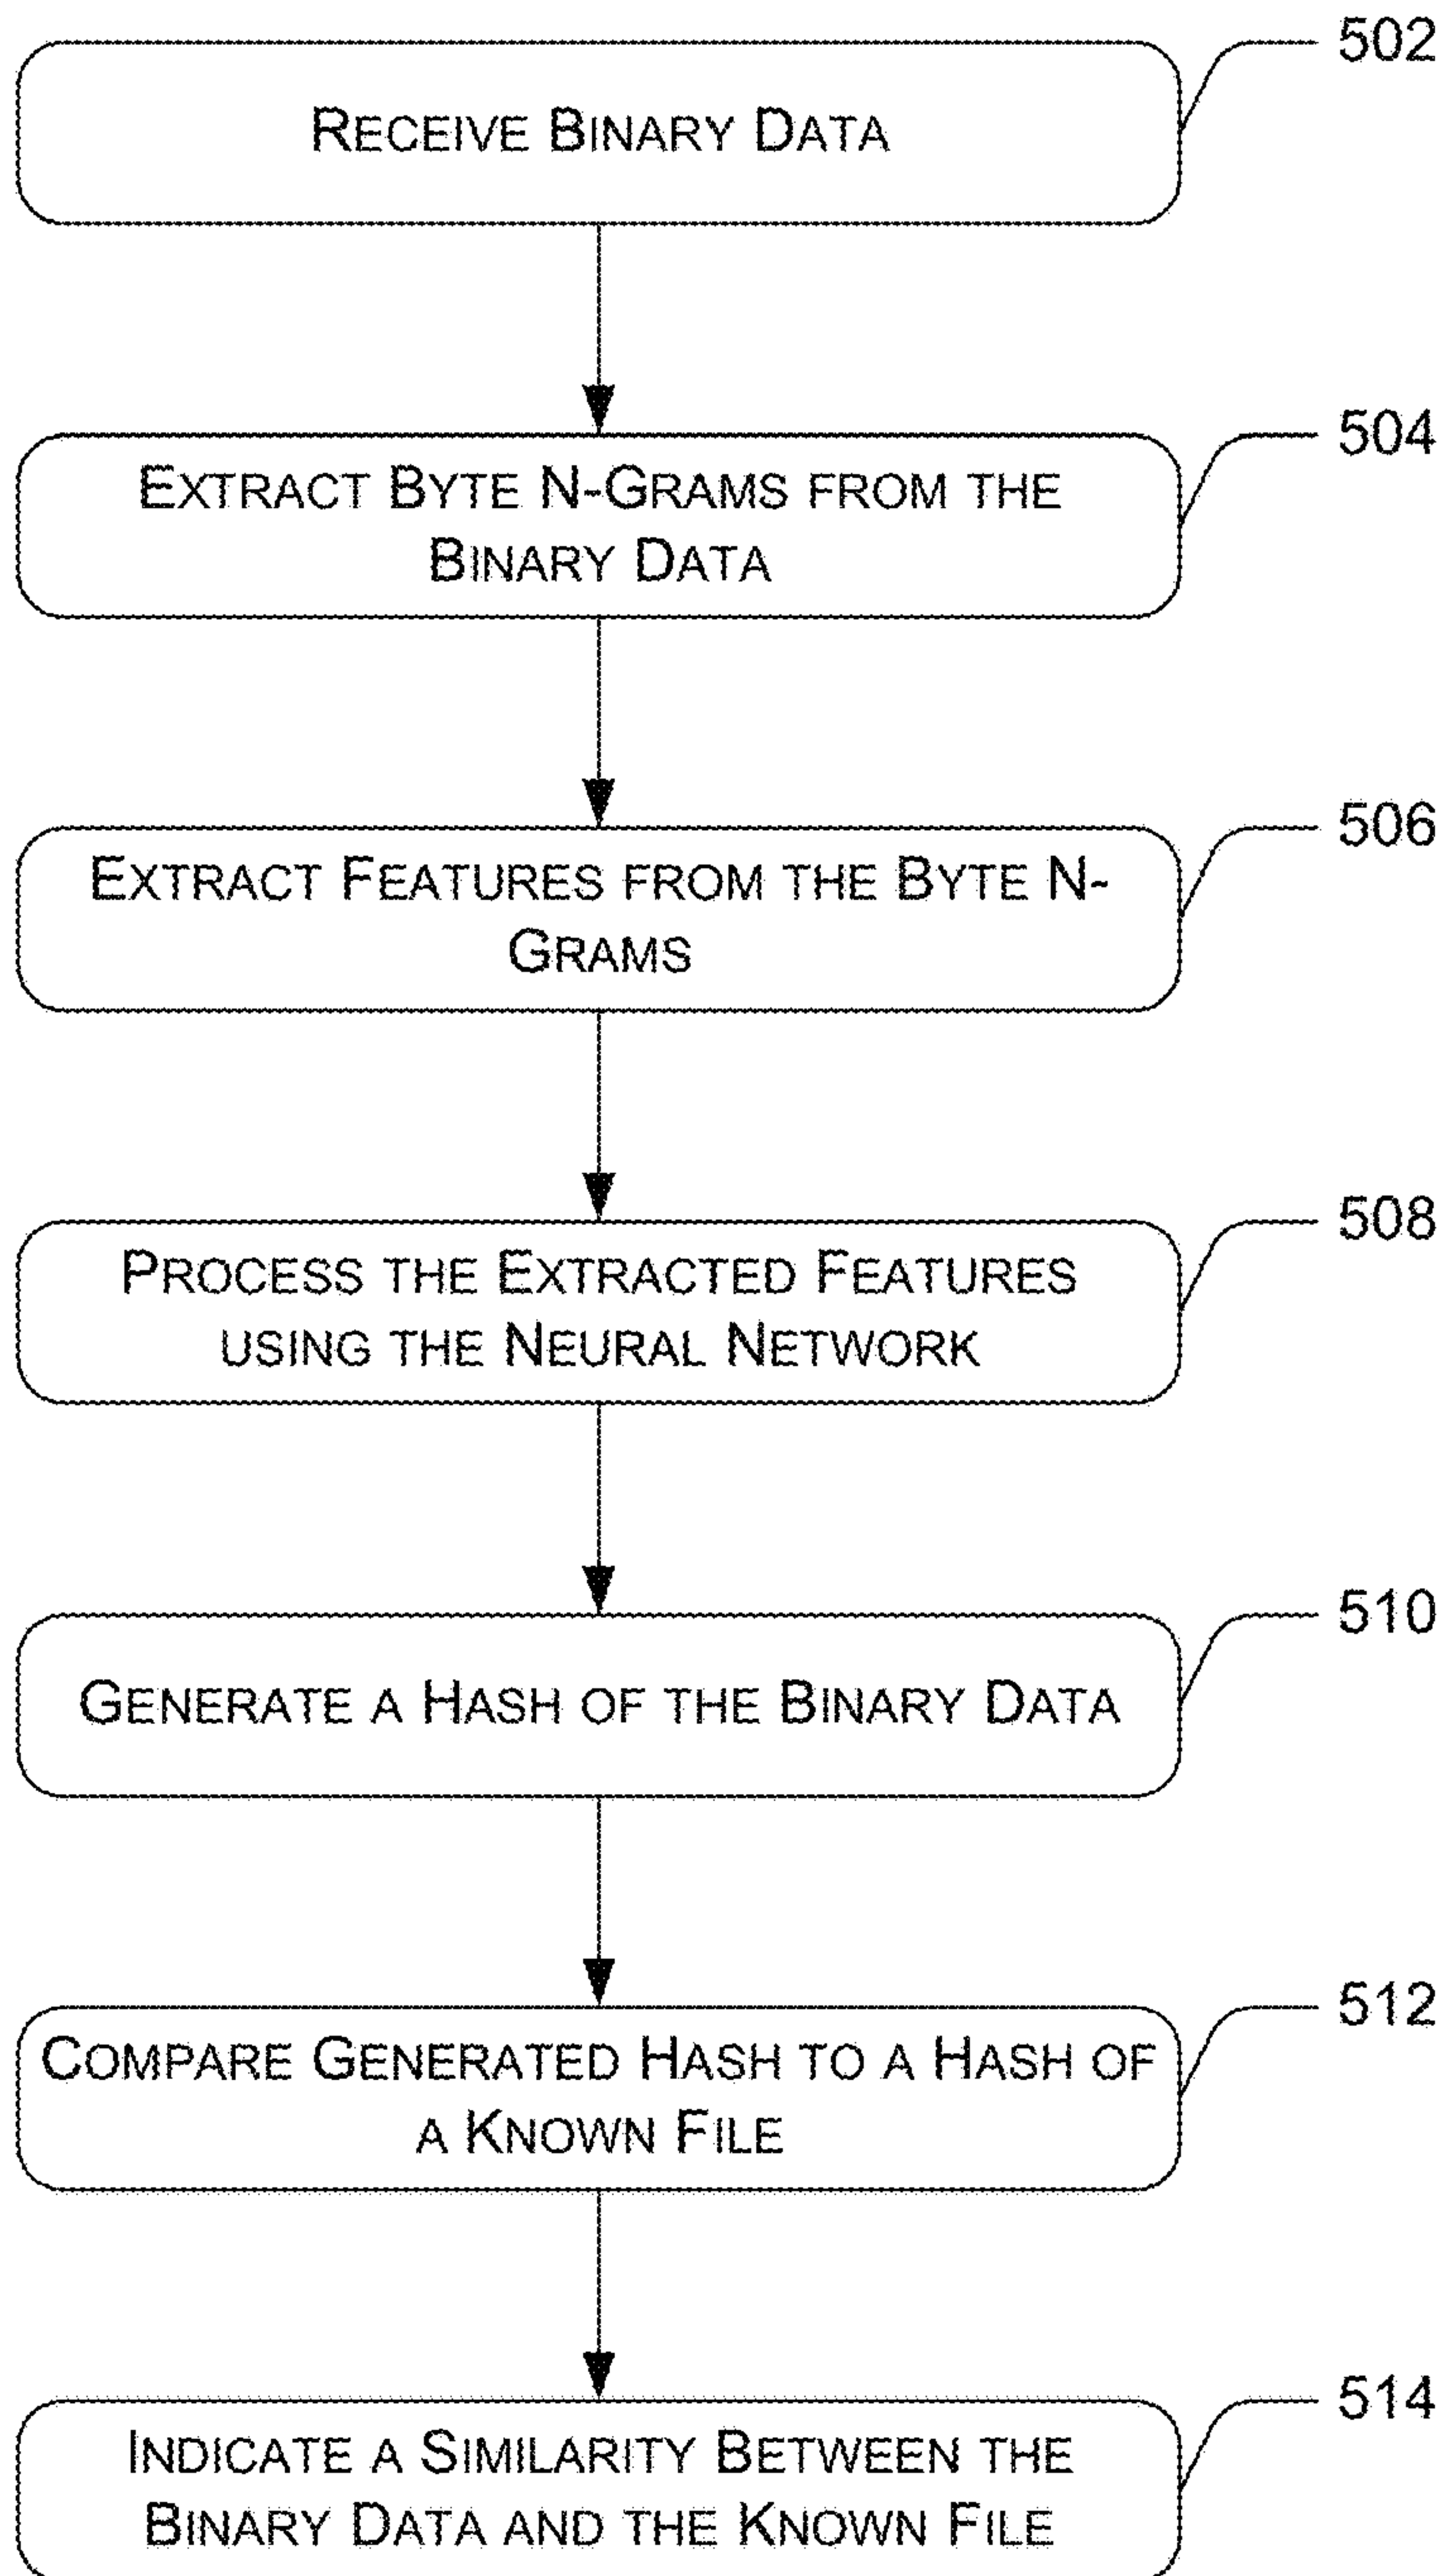 502
RECEIVE BINARY DATA
504
EXTRACT BYTE N-GRAMS FROM THE
BINARY DATA
506
EXTRACT FEATURES FROM THE BYTE N-
GRAMS
508
PROCESS THE EXTRACTED FEATURES
USING THE NEURAL NETWORK
510
GENERATE A HASH OF THE BINARY DATA
512
COMPARE GENERATED HASH TO A HASH OF
A KNOWN FILE
514
INDICATE A SIMILARITY BETWEEN THE
BINARY DATA AND THE KNOWN FILE